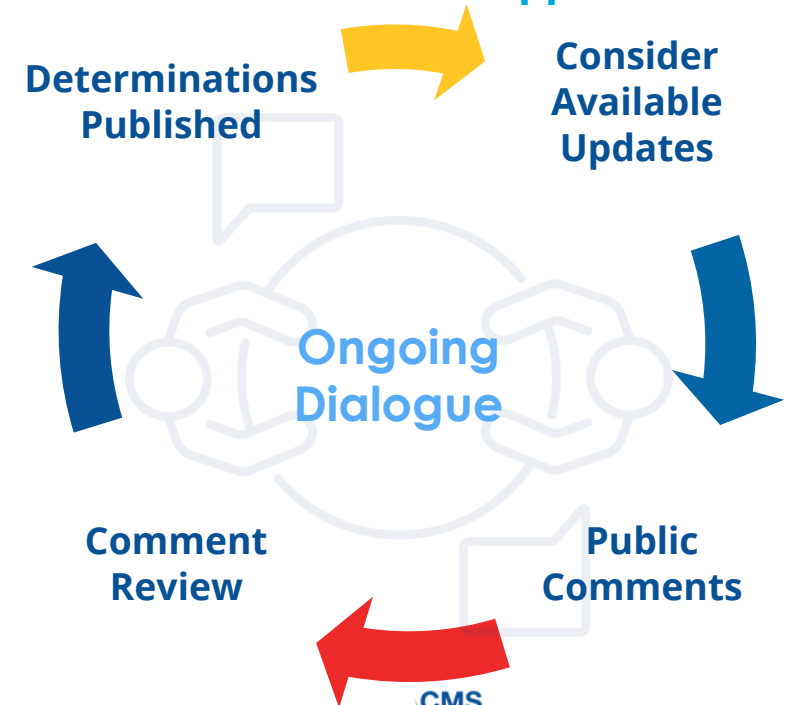 Determinations
Published
Consider
Available
Updates
Ongoing
Dialogue
Comment
Review
Public
Comments
CMS